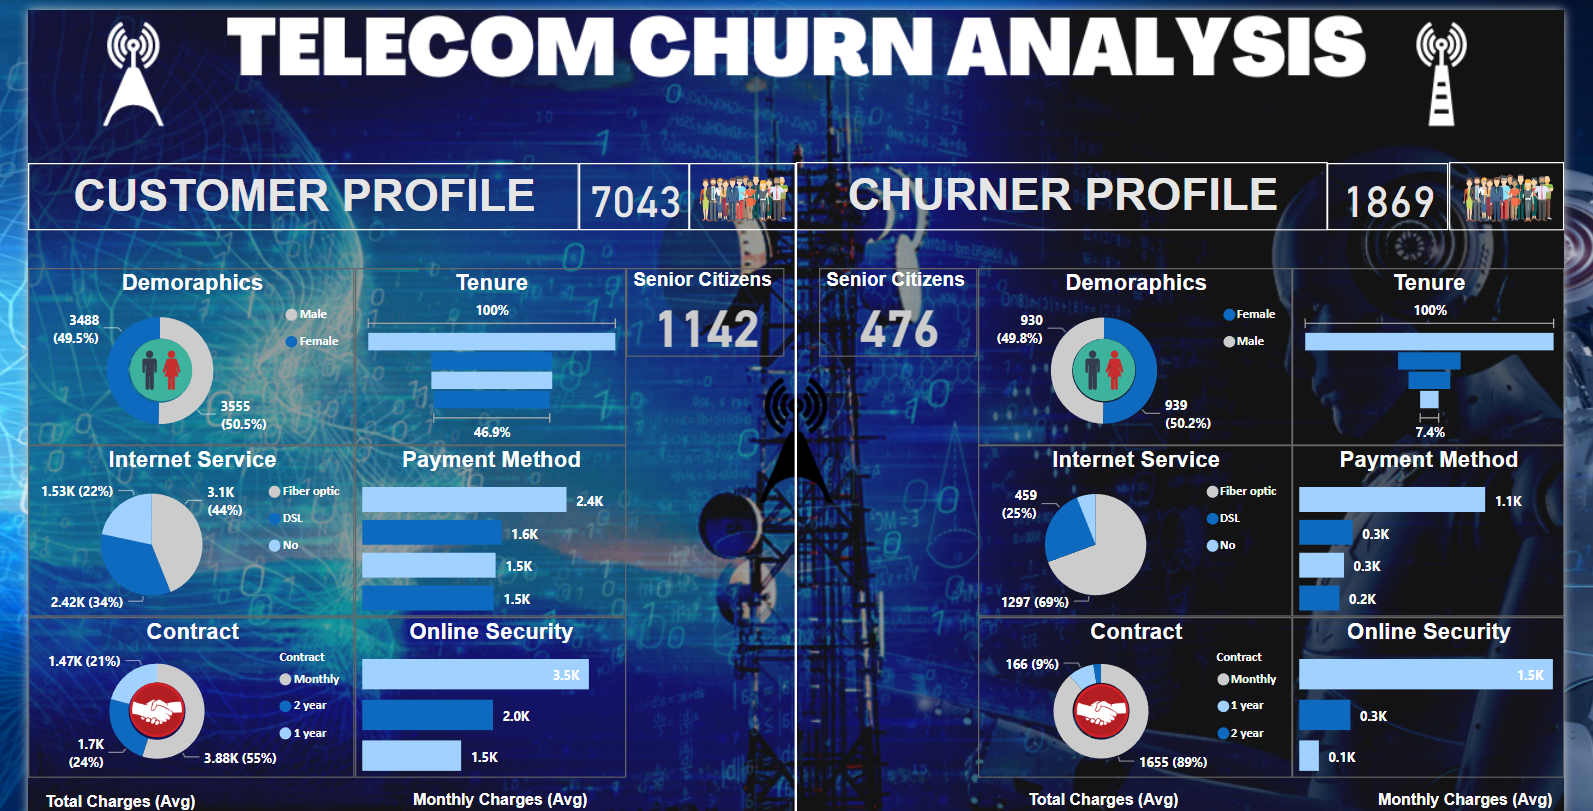 TELECOM CHURN ANALYSIS
CUSTOMER PROFILE
7043
CHURNER PROFILE
1869
Demoraphics
3488
(49.5%)
Male
Female
3555
(50.5%)
Tenure
100%
46.9%
Senior Citizens
1142
Senior Citizens
476
Demoraphics
930
(49.8%)
Female
Male
939
(50.2%)
Tenure
100%
7.4%
Internet Service
1.53K (22%)
3.1K
(44%)
Fiber optic
DSL
No
2.42K (34%)
Payment Method
2.4K
1.6K
1.5K
1.5K
Internet Service
459
(25%)
Fiber optic
DSL
No
1297 (69%)
Payment Method
1.1K
0.3K
0.3K
0.2K
Contract
1.47K (21%)
Contract
Monthly
2 year
1 year
1.7K
(24%)
3.88K (55%)
Online Security
3.5K
2.0K
1.5K
Contract
166 (9%)
Contract
Monthly
1 year
2 year
1655 (89%)
Online Security
1.5K
0.3K
0.1K
Total Charges (Avg)
Monthly Charges (Avg)
Total Charges (Avg)
Monthly Charges (Avg)